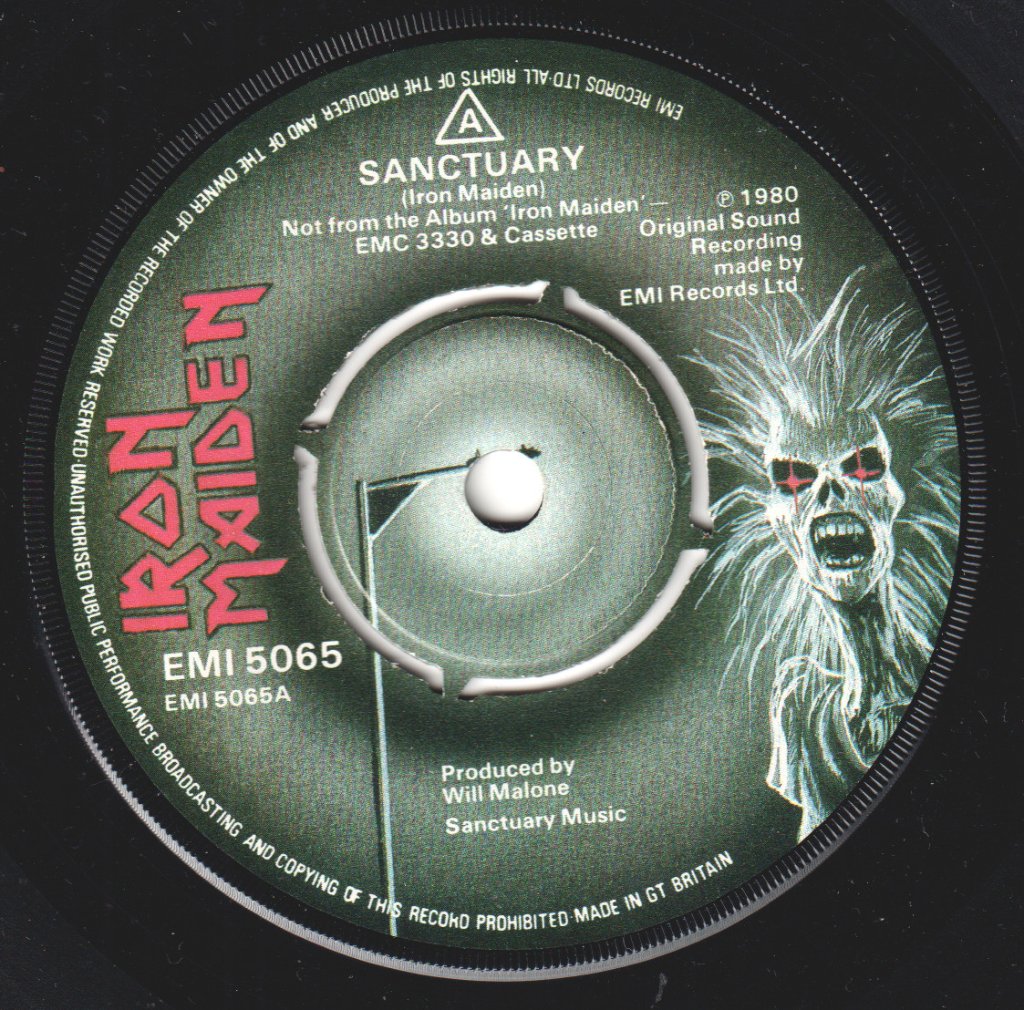 EMI RECORDS LTD·ALL RIGHTS OF THE PRODUCER AND OF THE OWNER OF THE RECORDED WORK RESERVED·UNAUTHORISED PUBLIC PERFORMANCE BROADCASTING AND COPYING OF THIS RECORD PROHIBITED·MADE IN GT BRITAIN
A
SANCTUARY
(Iron Maiden)
Not from the Album 'Iron Maiden' —
EMC 3330 & Cassette
℗ 1980
Original Sound
Recording
made by
EMI Records Ltd.
IRON
MAIDEN
EMI 5065
EMI 5065A
Produced by
Will Malone
Sanctuary Music